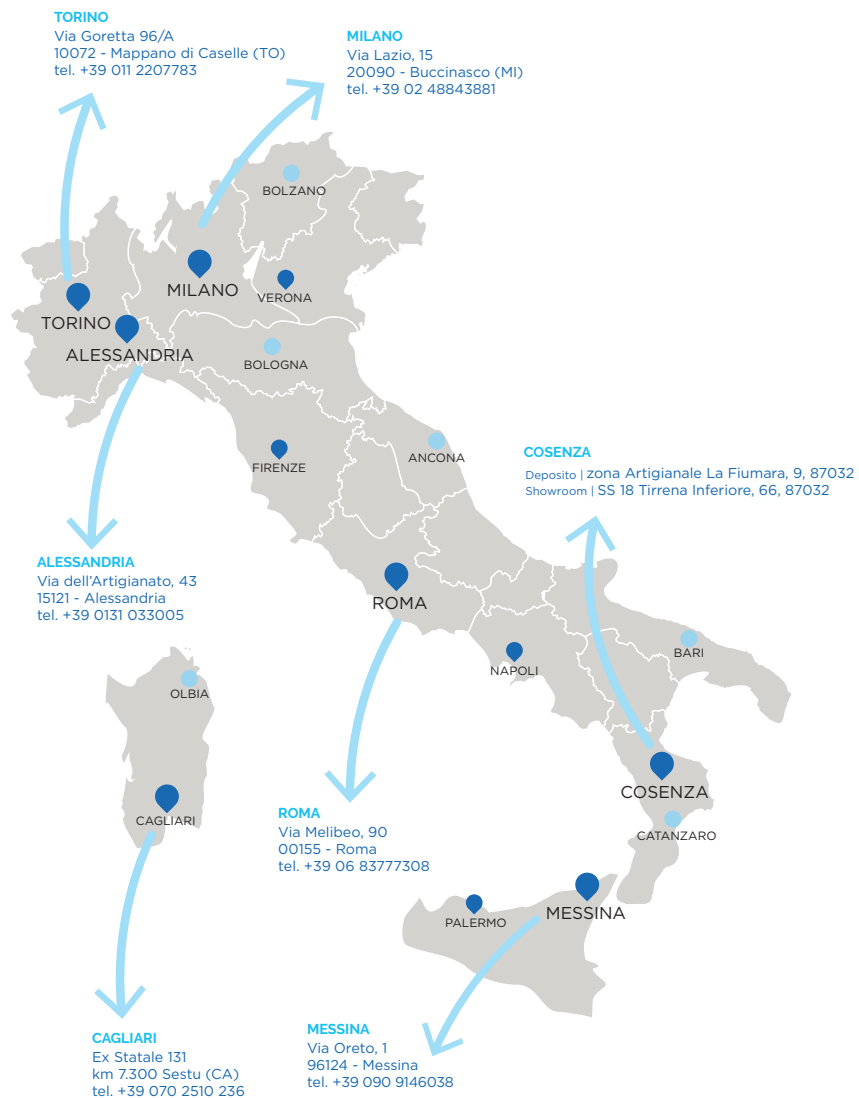 TORINO
Via Goretta 96/A
10072 - Mappano di Caselle (TO)
tel. +39 011 2207783
MILANO
Via Lazio, 15
20090 - Buccinasco (MI)
tel. +39 02 48843881
BOLZANO
MILANO
VERONA
TORINO
ALESSANDRIA
BOLOGNA
FIRENZE
ANCONA
COSENZA
Deposito | zona Artigianale La Fiumara, 9, 87032
Showroom | SS 18 Tirrena Inferiore, 66, 87032
ALESSANDRIA
Via dell'Artigianato, 43
15121 - Alessandria
tel. +39 0131 033005
ROMA
NAPOLI
BARI
OLBIA
CAGLIARI
COSENZA
CATANZARO
ROMA
Via Melibeo, 90
00155 - Roma
tel. +39 06 83777308
PALERMO
MESSINA
CAGLIARI
Ex Statale 131
km 7.300 Sestu (CA)
tel. +39 070 2510 236
MESSINA
Via Oreto, 1
96124 - Messina
tel. +39 090 9146038